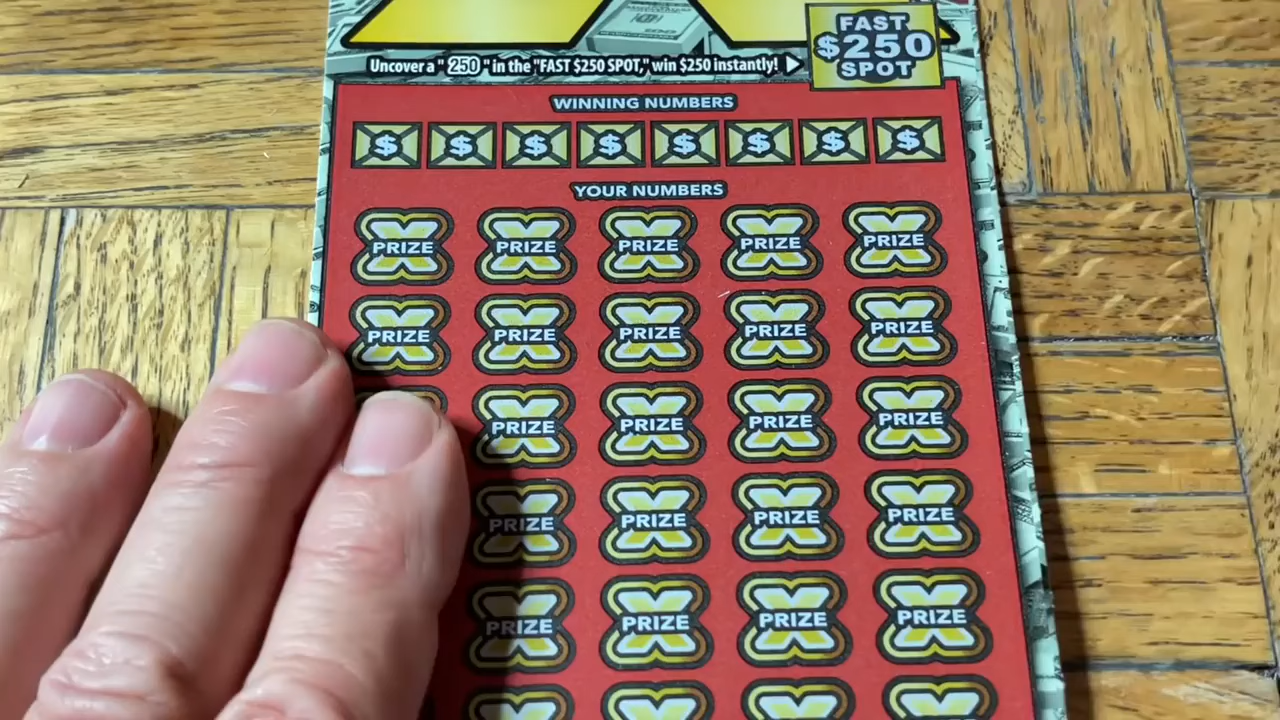 FAST
$250
SPOT
Uncover a "250" in the "FAST $250 SPOT," win $250 instantly!
WINNING NUMBERS
$ $ $ $ $ $ $ $
YOUR NUMBERS
PRIZE PRIZE PRIZE PRIZE PRIZE
PRIZE PRIZE PRIZE PRIZE PRIZE
PRIZE PRIZE PRIZE PRIZE
PRIZE PRIZE PRIZE PRIZE
PRIZE PRIZE PRIZE PRIZE